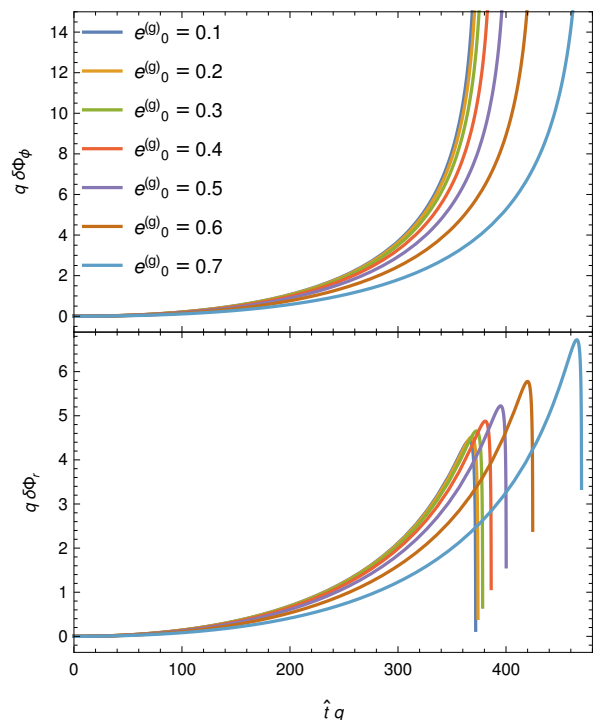 14
12
10
8
6
4
2
0
q δΦ_ϕ
e^(g)_0 = 0.1
e^(g)_0 = 0.2
e^(g)_0 = 0.3
e^(g)_0 = 0.4
e^(g)_0 = 0.5
e^(g)_0 = 0.6
e^(g)_0 = 0.7
6
5
4
3
2
1
0
q δΦ_r
0 100 200 300 400
t̂ q